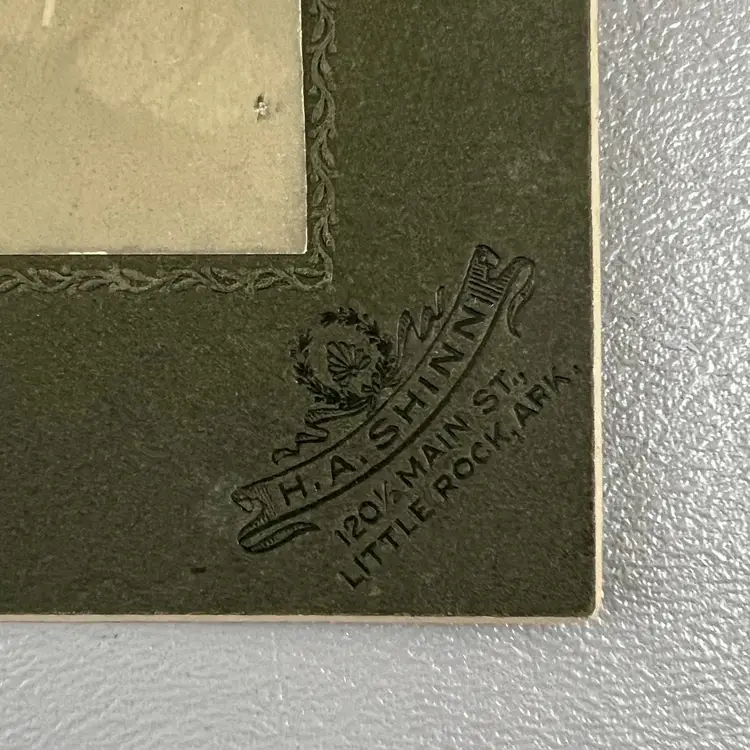 H. A. SHINN
120½ MAIN ST.,
LITTLE ROCK, ARK.